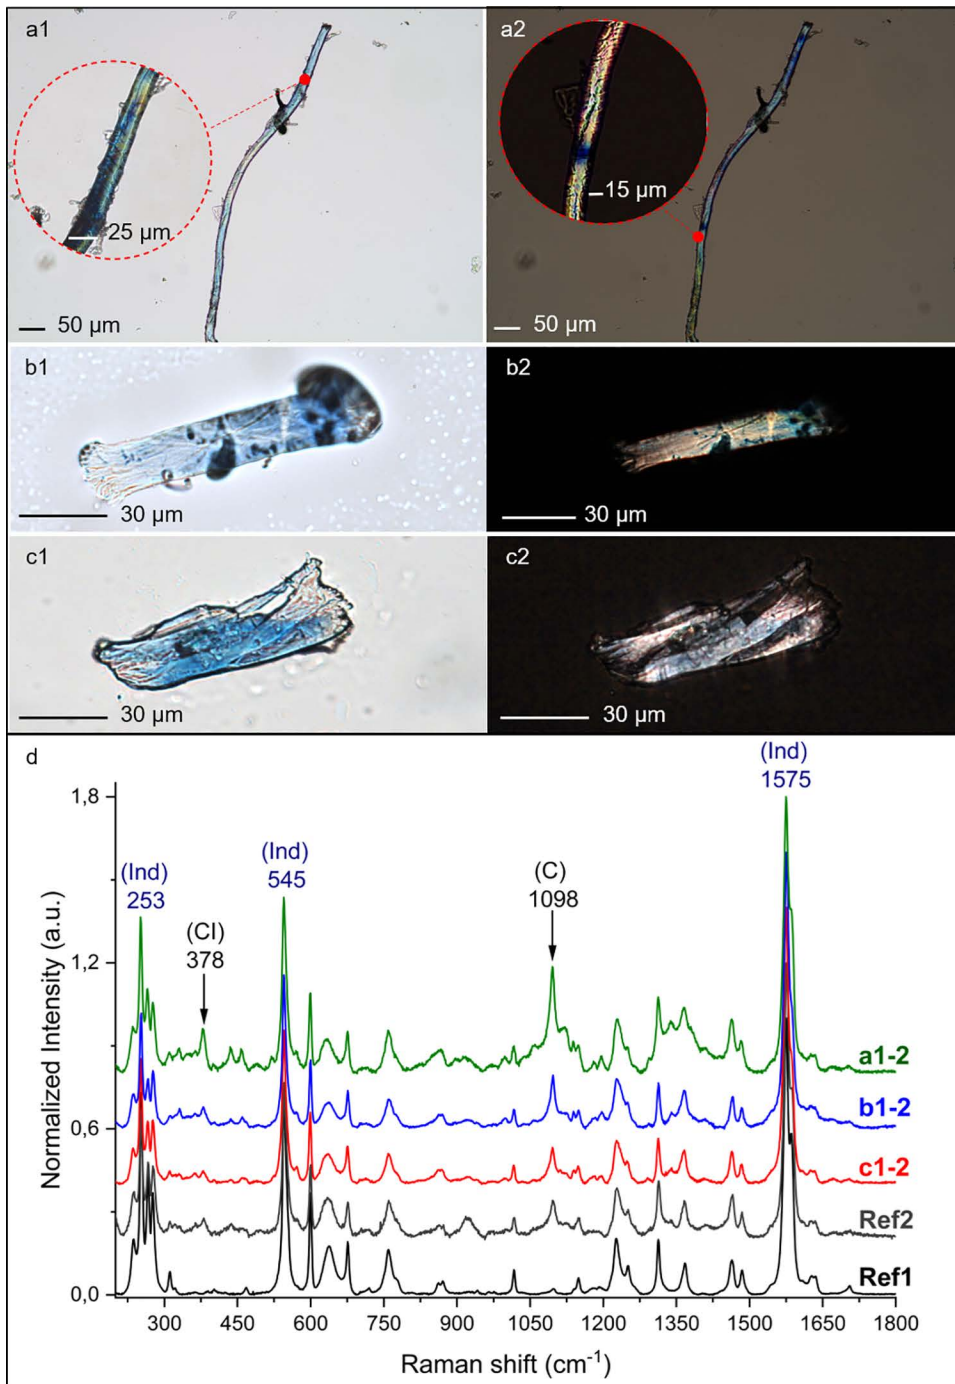 a1
25 µm
50 µm
a2
15 µm
50 µm
b1
30 µm
b2
30 µm
c1
30 µm
c2
30 µm
d
(Ind)
1575
(Ind)
545
(Ind)
253
(C)
1098
(CI)
378
1,8
1,2
0,6
0,0
Normalized Intensity (a.u.)
a1-2
b1-2
c1-2
Ref2
Ref1
300 450 600 750 900 1050 1200 1350 1500 1650 1800
Raman shift (cm⁻¹)